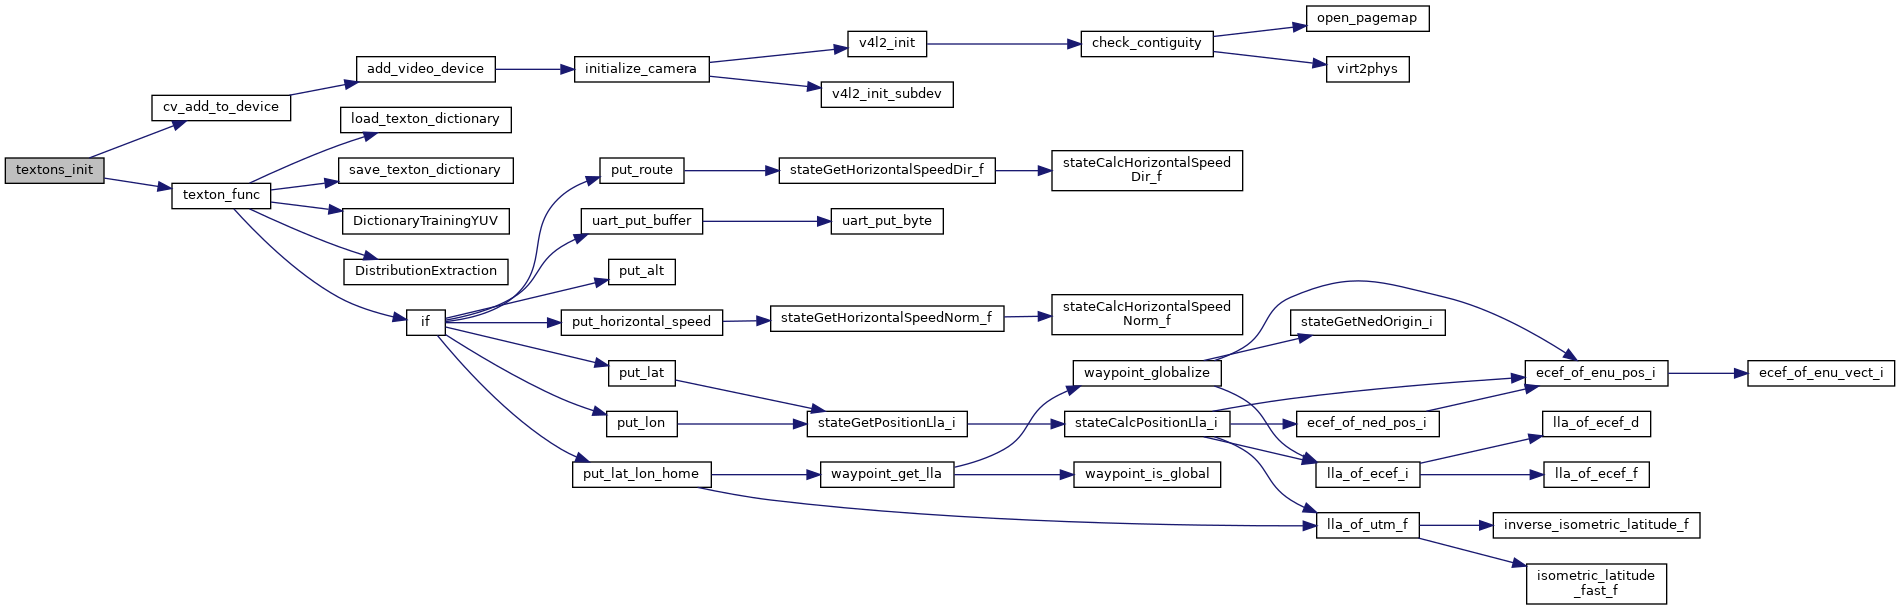 textons_init
cv_add_to_device
add_video_device
initialize_camera
v4l2_init
check_contiguity
open_pagemap
virt2phys
v4l2_init_subdev
texton_func
load_texton_dictionary
save_texton_dictionary
DictionaryTrainingYUV
DistributionExtraction
if
put_route
stateGetHorizontalSpeedDir_f
stateCalcHorizontalSpeed
Dir_f
uart_put_buffer
uart_put_byte
put_alt
put_horizontal_speed
stateGetHorizontalSpeedNorm_f
stateCalcHorizontalSpeed
Norm_f
put_lat
put_lon
stateGetPositionLla_i
stateCalcPositionLla_i
put_lat_lon_home
waypoint_get_lla
waypoint_globalize
waypoint_is_global
stateGetNedOrigin_i
ecef_of_enu_pos_i
ecef_of_enu_vect_i
ecef_of_ned_pos_i
lla_of_ecef_i
lla_of_ecef_d
lla_of_ecef_f
lla_of_utm_f
inverse_isometric_latitude_f
isometric_latitude
_fast_f